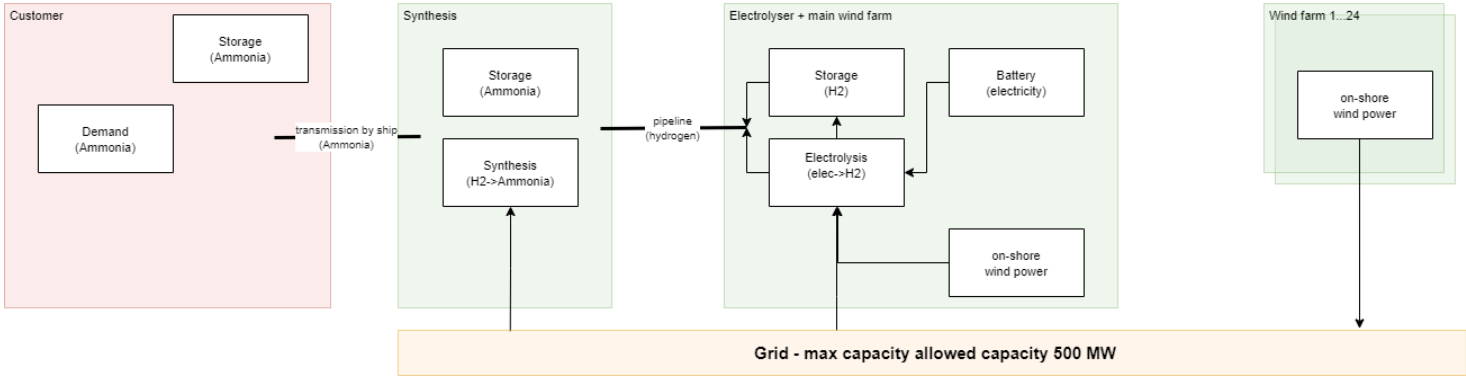 Customer
Storage
(Ammonia)
Demand
(Ammonia)
transmission by ship
(Ammonia)
Synthesis
Storage
(Ammonia)
Synthesis
(H2->Ammonia)
pipeline
(hydrogen)
Electrolyser + main wind farm
Storage
(H2)
Battery
(electricity)
Electrolysis
(elec->H2)
on-shore
wind power
Wind farm 1...24
on-shore
wind power
Grid - max capacity allowed capacity 500 MW